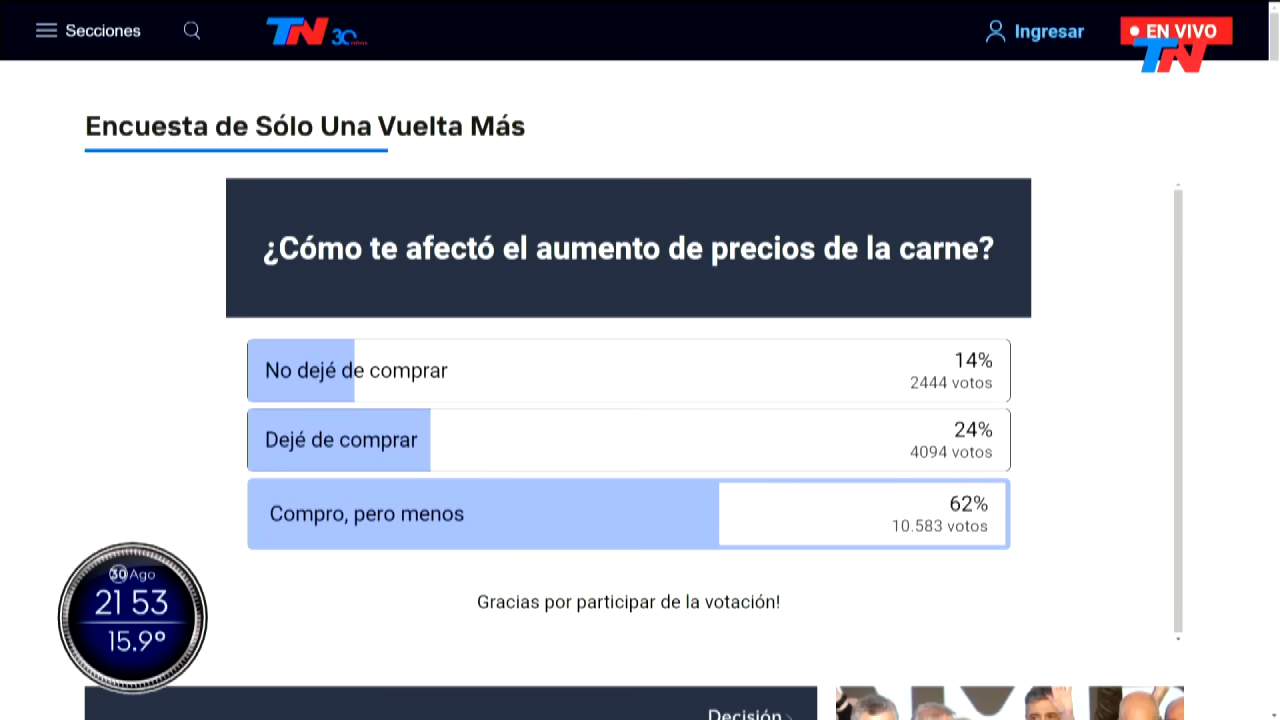 Secciones
TN 30 años
Ingresar
EN VIVO
TN
Encuesta de Sólo Una Vuelta Más
¿Cómo te afectó el aumento de precios de la carne?
No dejé de comprar
14%
2444 votos
Dejé de comprar
24%
4094 votos
Compro, pero menos
62%
10.583 votos
Gracias por participar de la votación!
30 Ago
21 53
15.9º
Decisión